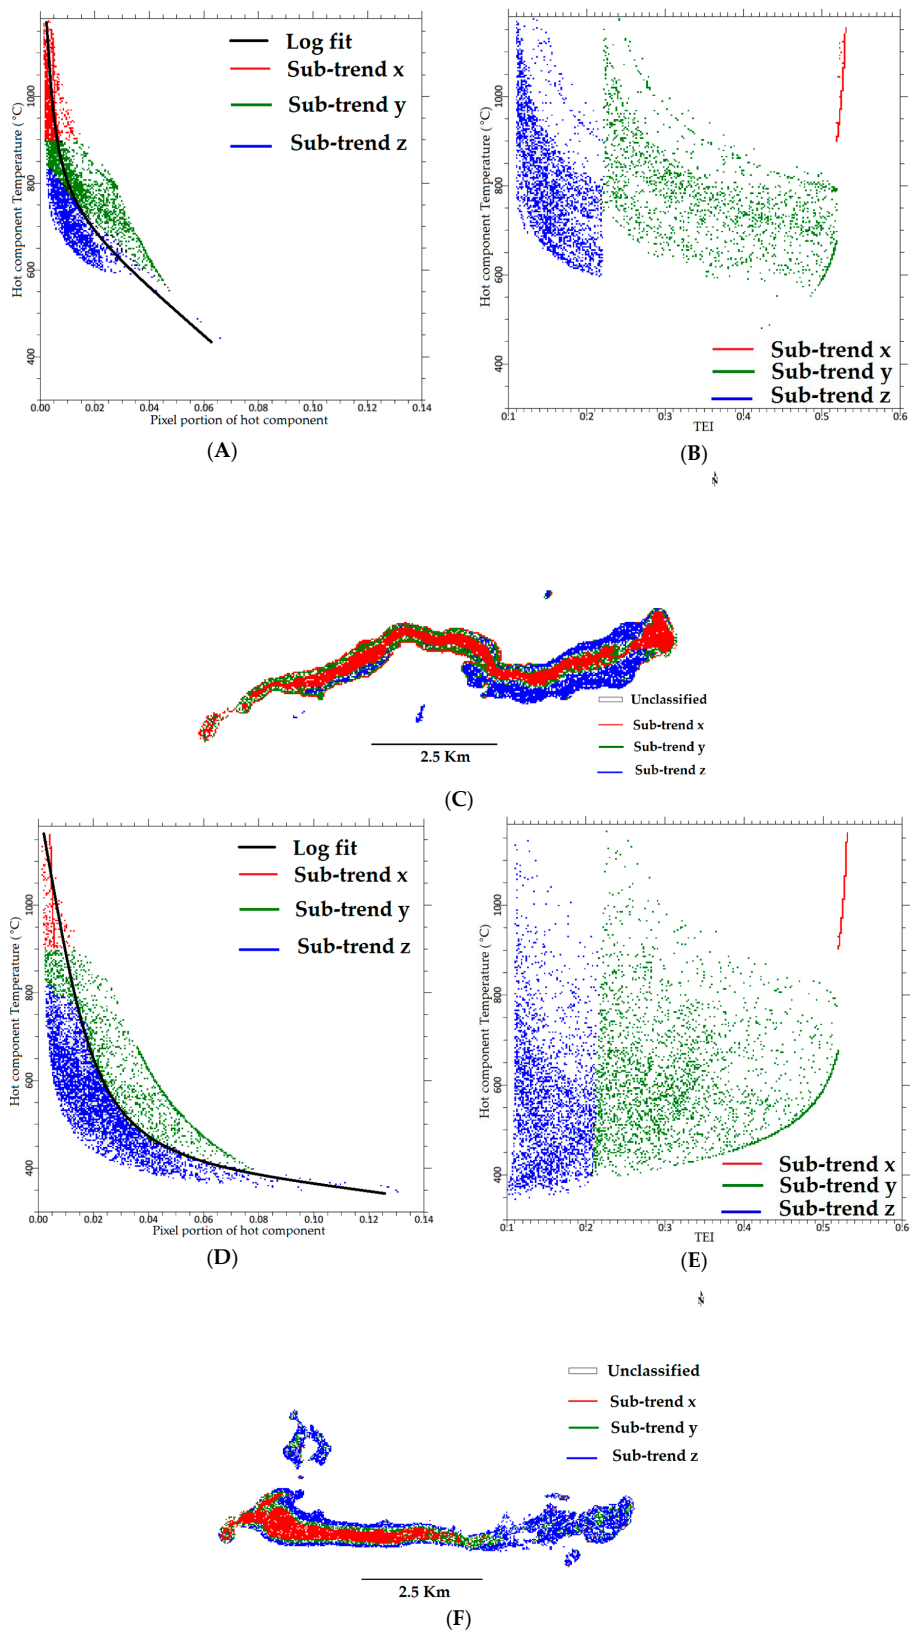 Log fit
Sub-trend x
Sub-trend y
Sub-trend z
Hot component Temperature (°C)
1000
800
600
400
0.00
0.02
0.04
0.06
0.08
0.10
0.12
0.14
Pixel portion of hot component
(A)
Hot component Temperature (°C)
1000
800
600
400
Sub-trend x
Sub-trend y
Sub-trend z
0.1
0.2
0.3
0.4
0.5
0.6
TEI
(B)
N
Unclassified
Sub-trend x
Sub-trend y
Sub-trend z
2.5 Km
(C)
Log fit
Sub-trend x
Sub-trend y
Sub-trend z
Hot component Temperature (°C)
1000
800
600
400
0.00
0.02
0.04
0.06
0.08
0.10
0.12
0.14
Pixel portion of hot component
(D)
Hot component Temperature (°C)
1000
800
600
400
Sub-trend x
Sub-trend y
Sub-trend z
0.1
0.2
0.3
0.4
0.5
0.6
TEI
(E)
N
Unclassified
Sub-trend x
Sub-trend y
Sub-trend z
2.5 Km
(F)